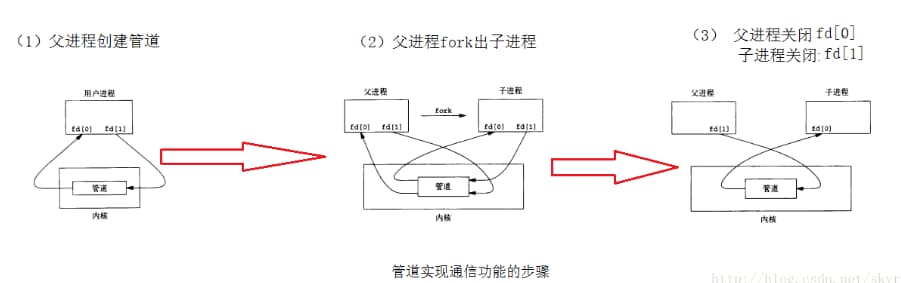 (1) 父进程创建管道
(2) 父进程fork出子进程
(3) 父进程关闭 fd[0]
子进程关闭: fd[1]
用户进程
fd[0] fd[1]
管道
内核
父进程
fork
子进程
fd[0] fd[1]
fd[0] fd[1]
管道
内核
父进程
子进程
fd[1]
fd[0]
管道
内核
管道实现通信功能的步骤
http://blog.csdn.net/skyr